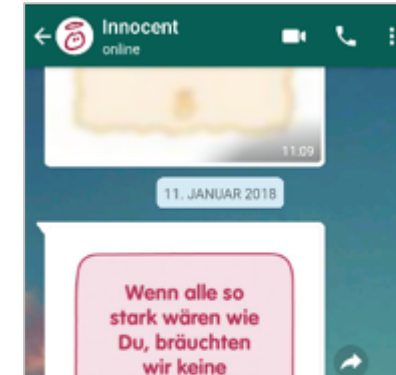 Innocent
online
11:09
11. JANUAR 2018
Wenn alle so
stark wären wie
Du, bräuchten
wir keine